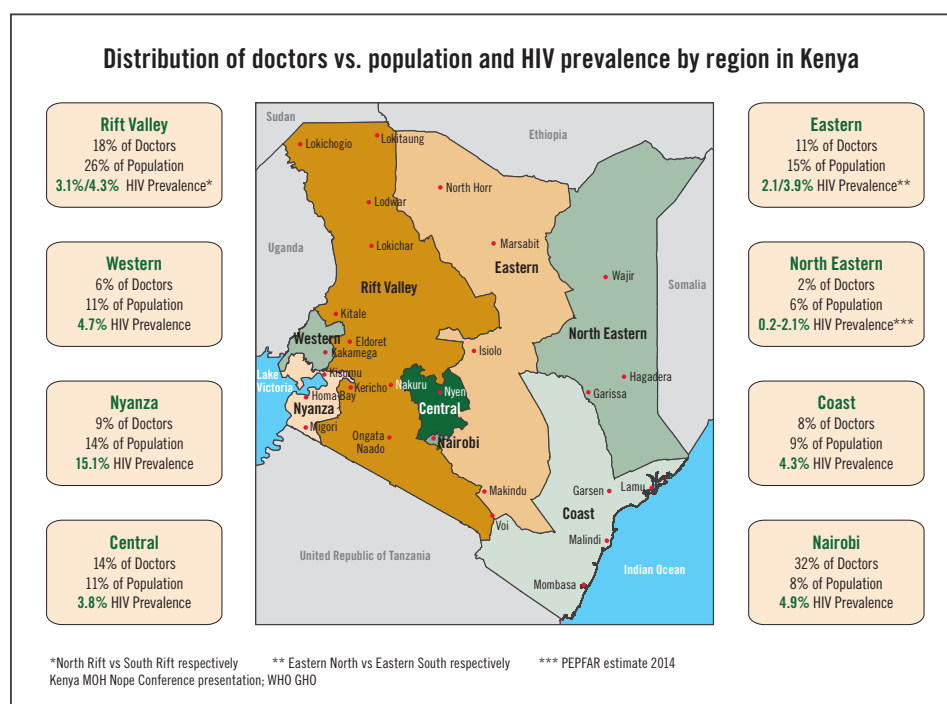 Distribution of doctors vs. population and HIV prevalence by region in Kenya
Rift Valley
18% of Doctors
26% of Population
3.1%/4.3% HIV Prevalence*
Western
6% of Doctors
11% of Population
4.7% HIV Prevalence
Nyanza
9% of Doctors
14% of Population
15.1% HIV Prevalence
Central
14% of Doctors
11% of Population
3.8% HIV Prevalence
Sudan
Ethiopia
Lokitaung
Lokichogio
North Horr
Lodwar
Marsabit
Lokichar
Uganda
Eastern
Wajir
Somalia
Rift Valley
Kitale
North Eastern
Western
Eldoret
Isiolo
Kakamega
Lake
Victoria
Kisumu
Hagadera
Kericho
Nakuru
Nyeri
Garissa
Homa Bay
Nyanza
Central
Migori
Ongata
Naado
Nairobi
Makindu
Garsen
Lamu
Coast
Voi
Malindi
United Republic of Tanzania
Indian Ocean
Mombasa
Eastern
11% of Doctors
15% of Population
2.1/3.9% HIV Prevalence**
North Eastern
2% of Doctors
6% of Population
0.2-2.1% HIV Prevalence***
Coast
8% of Doctors
9% of Population
4.3% HIV Prevalence
Nairobi
32% of Doctors
8% of Population
4.9% HIV Prevalence
*North Rift vs South Rift respectively ** Eastern North vs Eastern South respectively *** PEPFAR estimate 2014
Kenya MOH Nope Conference presentation; WHO GHO